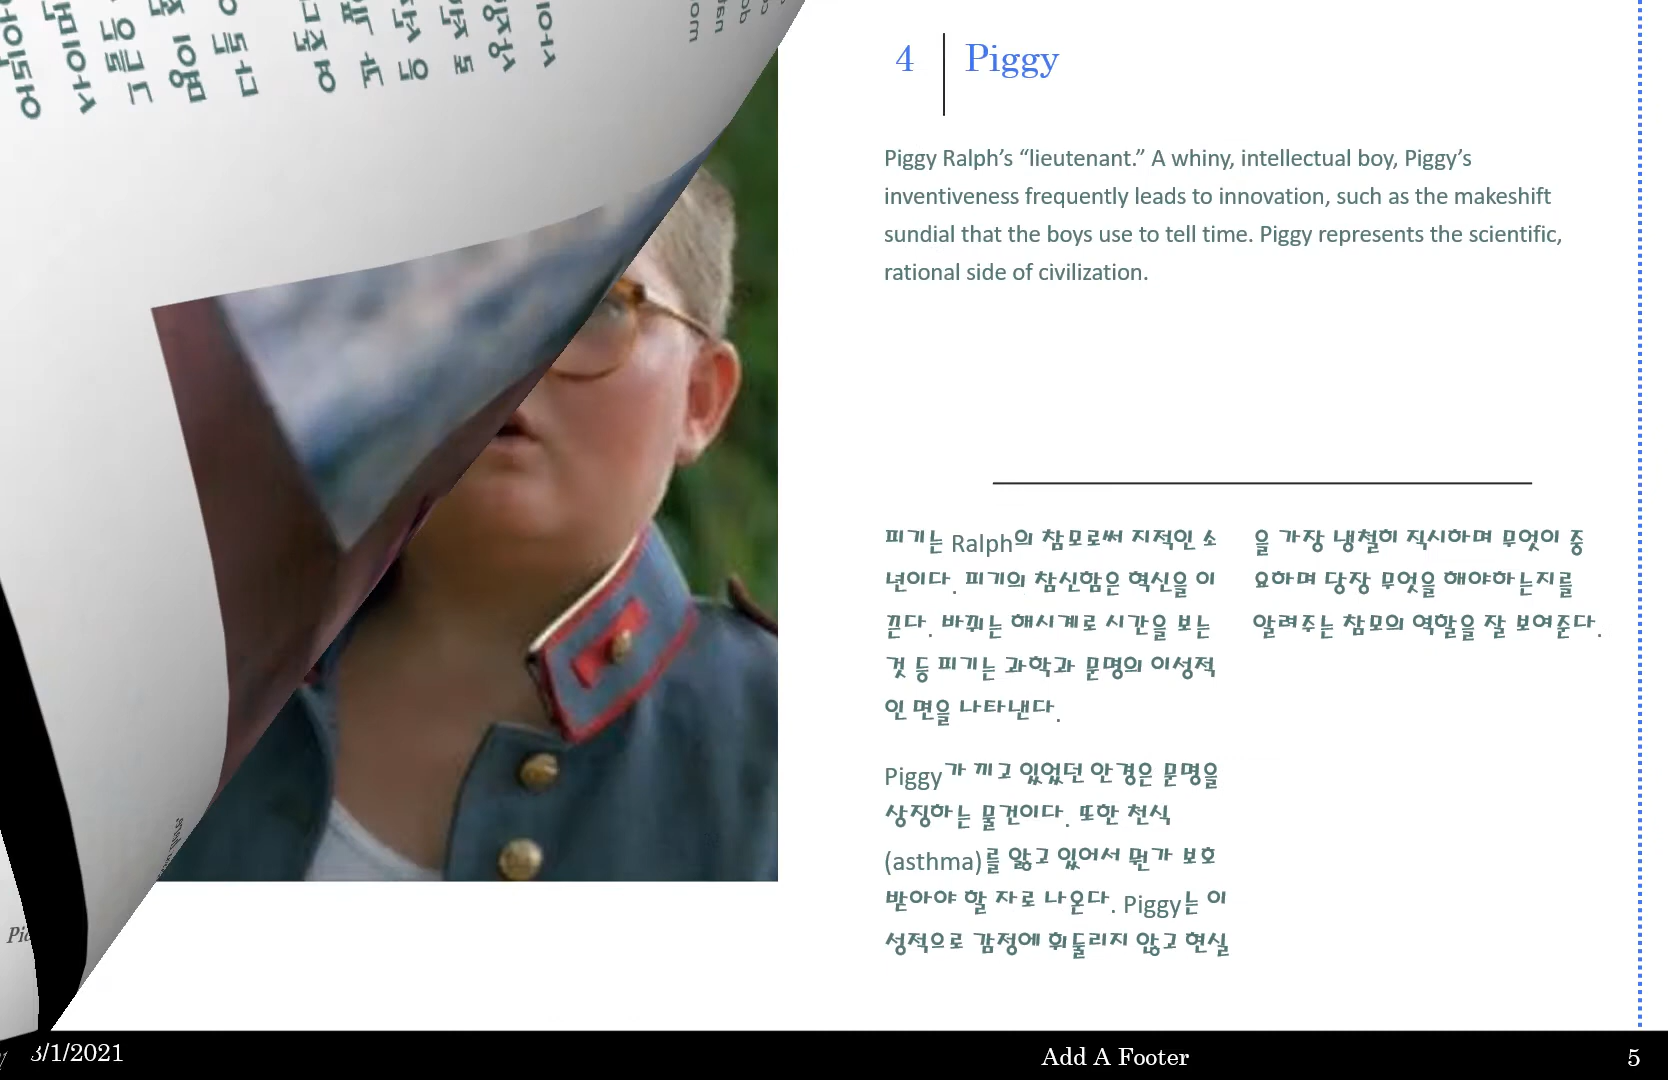 4
Piggy
Piggy Ralph’s “lieutenant.” A whiny, intellectual boy, Piggy’s
inventiveness frequently leads to innovation, such as the makeshift
sundial that the boys use to tell time. Piggy represents the scientific,
rational side of civilization.
피기는 Ralph의 참모로써 지적인 소
년이다. 피기의 참신함은 혁신을 이
끈다. 바꿔는 해시계로 시간을 보는
것 등 피기는 과학과 문명의 이성적
인 면을 나타낸다.
Piggy가 끼고 있었던 안경은 문명을
상징하는 물건이다. 또한 천식
(asthma)를 앓고 있어서 뭔가 보호
받아야 할 자로 나온다. Piggy는 이
성적으로 감정에 휘둘리지 않고 현실
을 가장 냉철히 직시하며 무엇이 중
요하며 당장 무엇을 해야하는지를
알려주는 참모의 역할을 잘 보여준다.
3/1/2021
Add A Footer
5